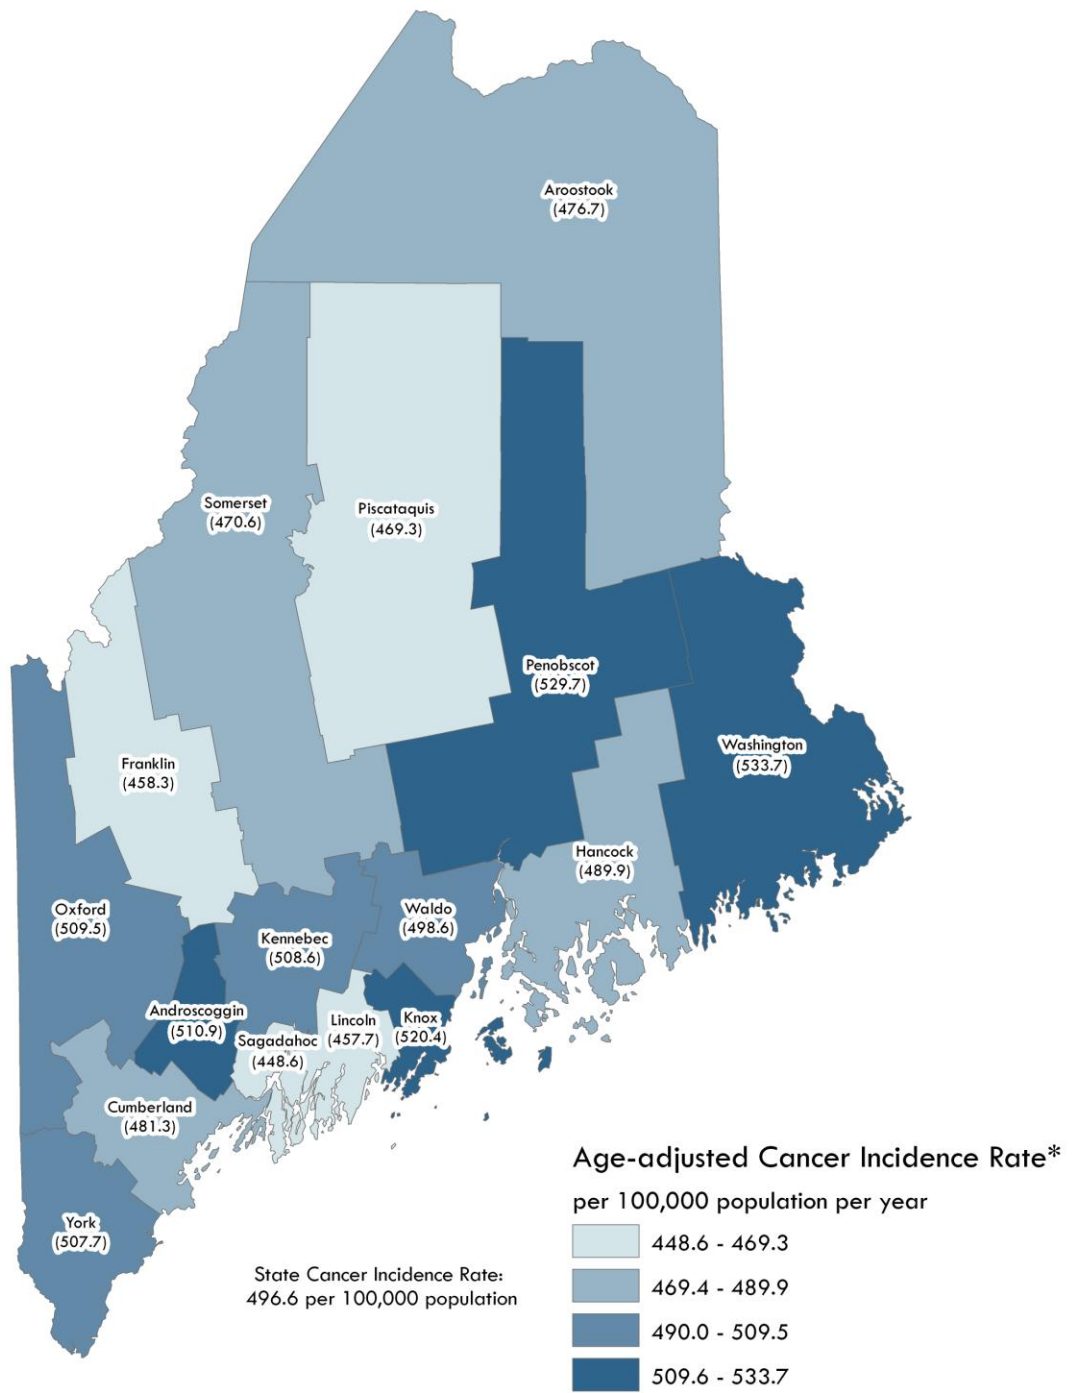 Aroostook
(476.7)
Somerset
(470.6)
Piscataquis
(469.3)
Penobscot
(529.7)
Washington
(533.7)
Franklin
(458.3)
Hancock
(489.9)
Oxford
(509.5)
Waldo
(498.6)
Kennebec
(508.6)
Androscoggin
(510.9)
Lincoln
(457.7)
Knox
(520.4)
Sagadahoc
(448.6)
Cumberland
(481.3)
York
(507.7)
State Cancer Incidence Rate:
496.6 per 100,000 population
Age-adjusted Cancer Incidence Rate*
per 100,000 population per year
448.6 - 469.3
469.4 - 489.9
490.0 - 509.5
509.6 - 533.7